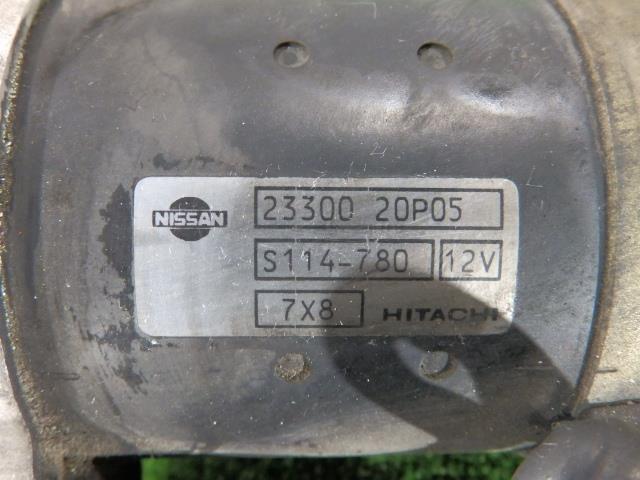 NISSAN
23300 20P05
S114-780 12V
7X8 HITACHI